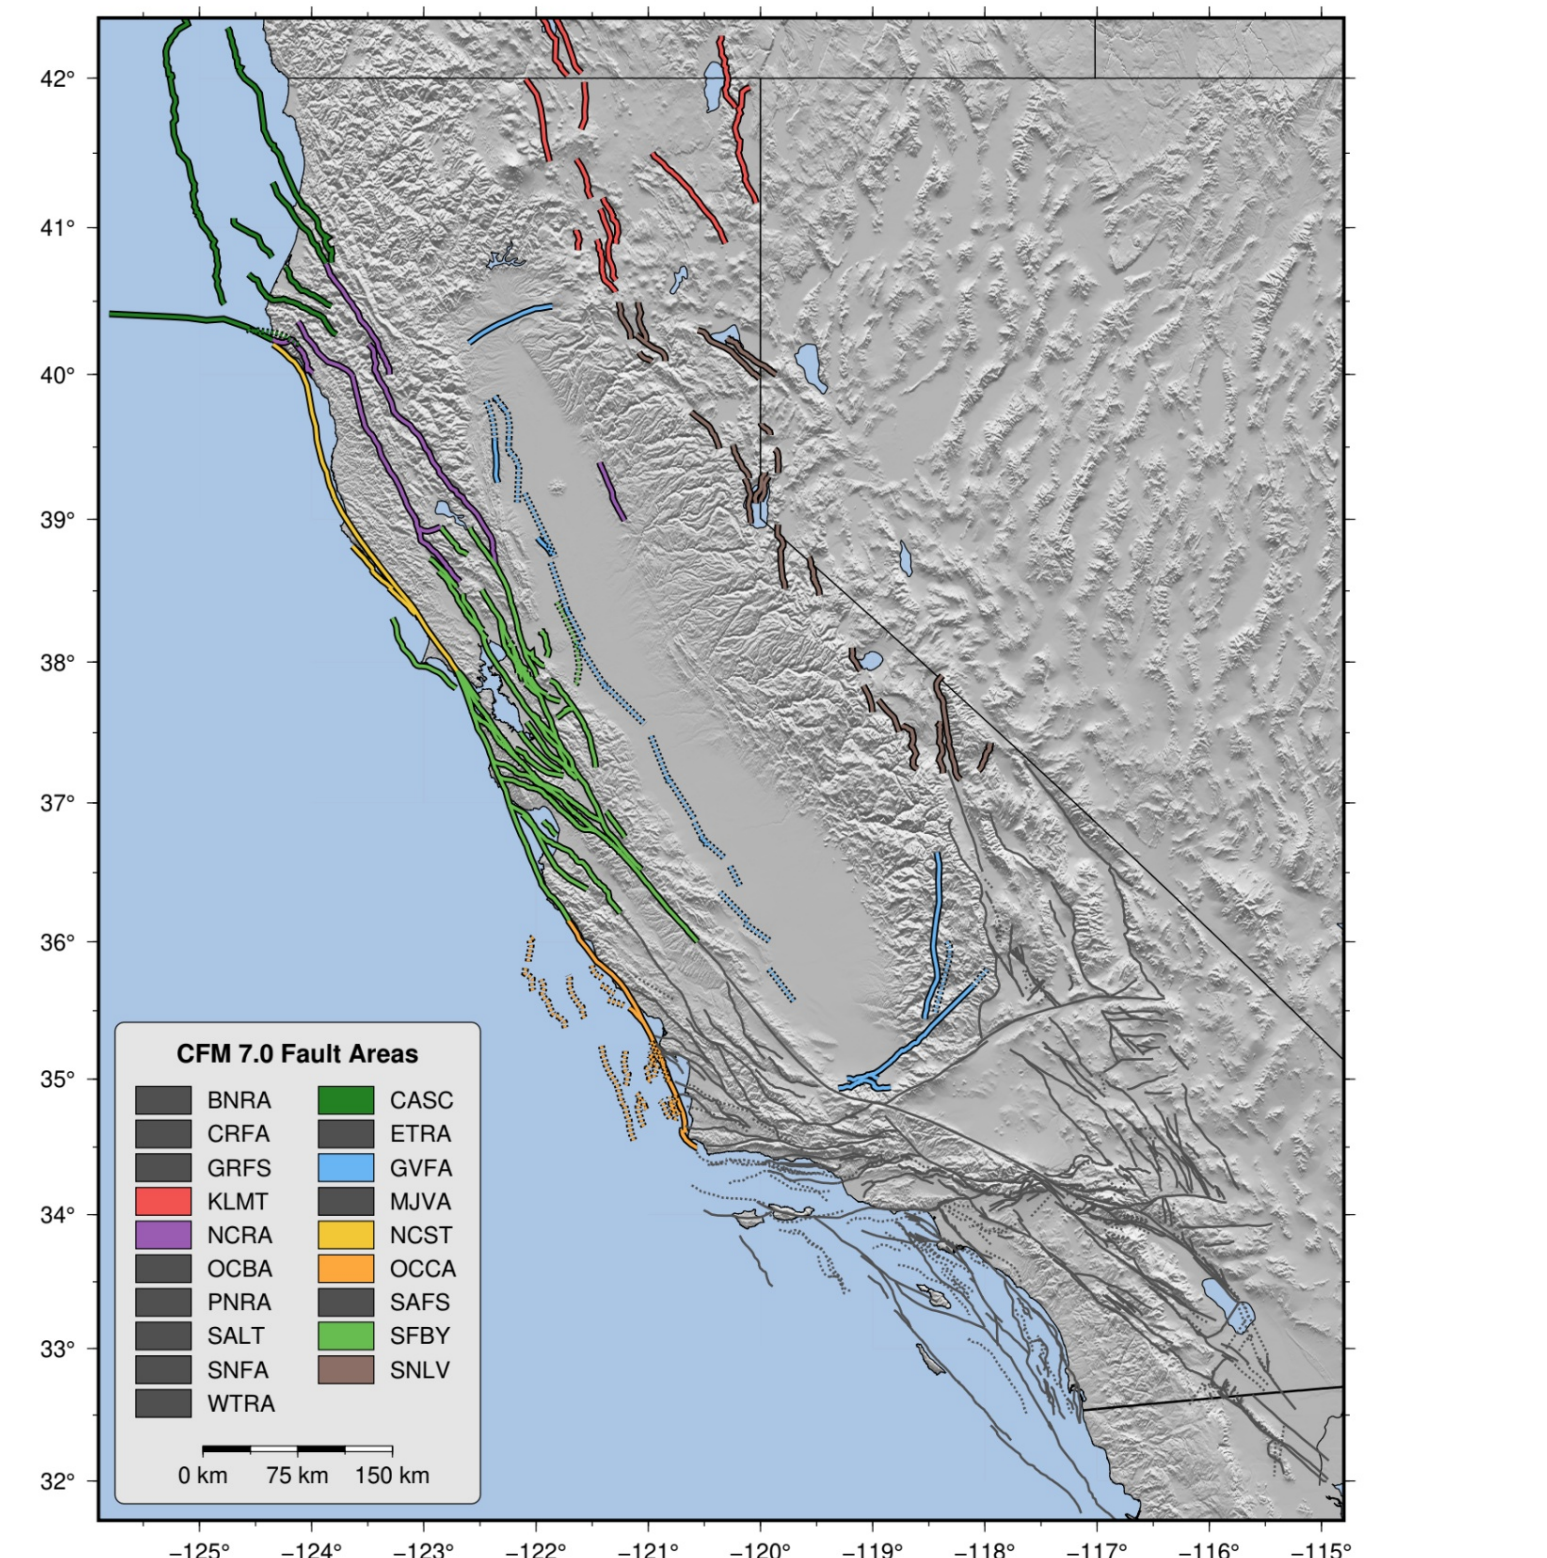 42°
41°
40°
39°
38°
37°
36°
35°
34°
33°
32°
CFM 7.0 Fault Areas
BNRA CASC
CRFA ETRA
GRFS GVFA
KLMT MJVA
NCRA NCST
OCBA OCCA
PNRA SAFS
SALT SFBY
SNFA SNLV
WTRA
0 km 75 km 150 km
−125° −124° −123° −122° −121° −120° −119° −118° −117° −116° −115°